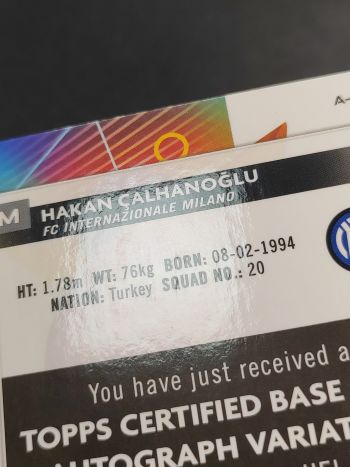 A-
M HAKAN ÇALHANOĞLU
FC INTERNAZIONALE MILANO
HT: 1.78m WT: 76kg BORN: 08-02-1994
NATION: Turkey SQUAD NO.: 20
You have just received a
TOPPS CERTIFIED BASE
AUTOGRAPH VARIAT